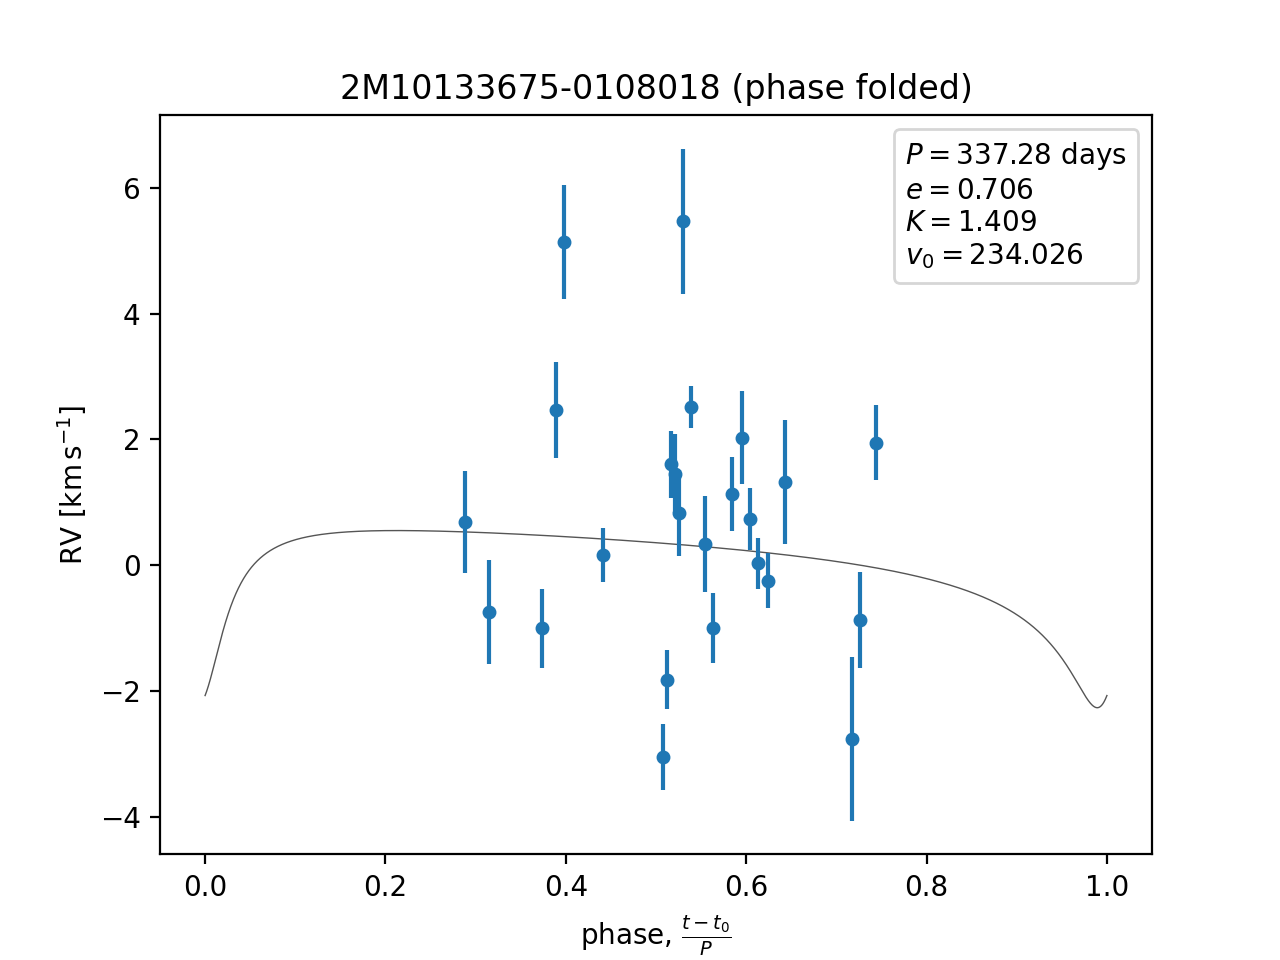 2M10133675-0108018 (phase folded)
P = 337.28 days
e = 0.706
K = 1.409
v₀ = 234.026
RV [km s⁻¹]
6
4
2
0
−2
−4
0.0 0.2 0.4 0.6 0.8 1.0
phase, (t − t₀)/P